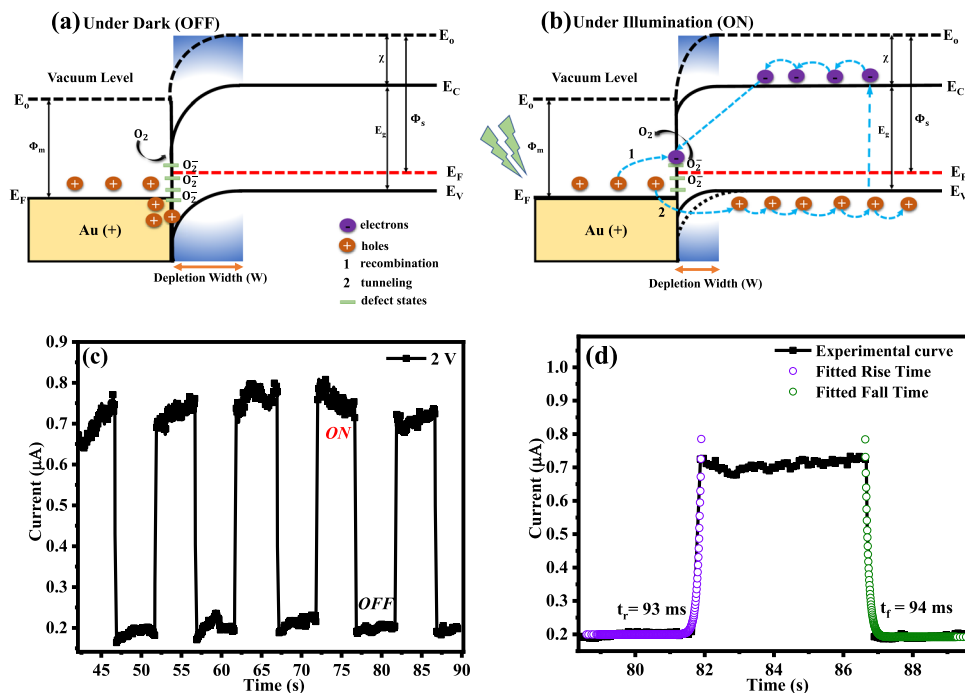 (a) Under Dark (OFF)
Vacuum Level
Eo
Eo
χ
EC
Φm
Φs
Eg
O2
O2-
O2-
O2-
EF
EF
EV
Au (+)
Depletion Width (W)
electrons
holes
1 recombination
2 tunneling
defect states
(b) Under Illumination (ON)
Vacuum Level
Eo
Eo
χ
EC
Φm
Φs
Eg
O2
1
O2-
O2-
EF
EF
EV
2
Au (+)
Depletion Width (W)
(c)
2 V
ON
OFF
Current (μA)
0.9
0.8
0.7
0.6
0.5
0.4
0.3
0.2
45 50 55 60 65 70 75 80 85 90
Time (s)
(d)
Experimental curve
Fitted Rise Time
Fitted Fall Time
tr= 93 ms
tf = 94 ms
Current (μA)
1.0
0.9
0.8
0.7
0.6
0.5
0.4
0.3
0.2
80 82 84 86 88
Time (s)